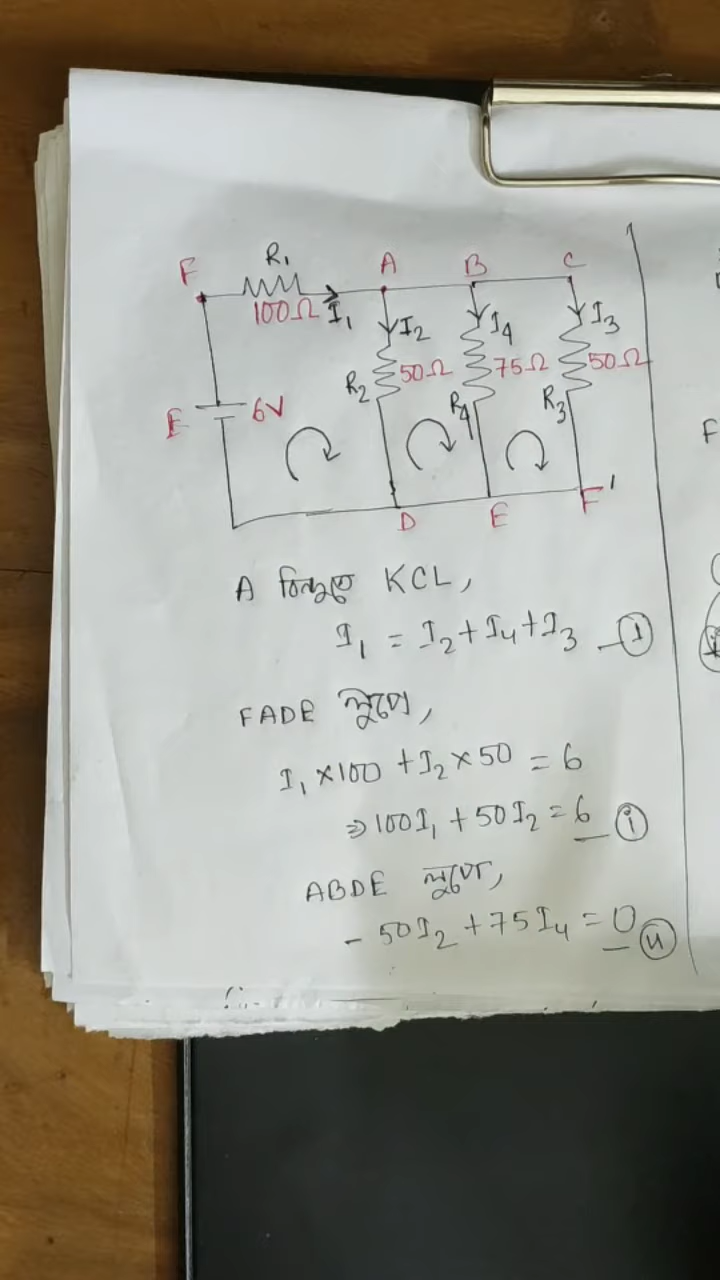 F R₁ A B C
100Ω I₁ I₂ I₄ I₃
R₂ 50Ω R₄ 75Ω R₃ 50Ω
E 6V
D E F'
A বিন্দুতে KCL,
I₁ = I₂ + I₄ + I₃ —①
FADE লুপে,
I₁ × 100 + I₂ × 50 = 6
⇒ 100I₁ + 50I₂ = 6 —(i)
ABDE লুপে,
- 50I₂ + 75I₄ = 0 —(ii)